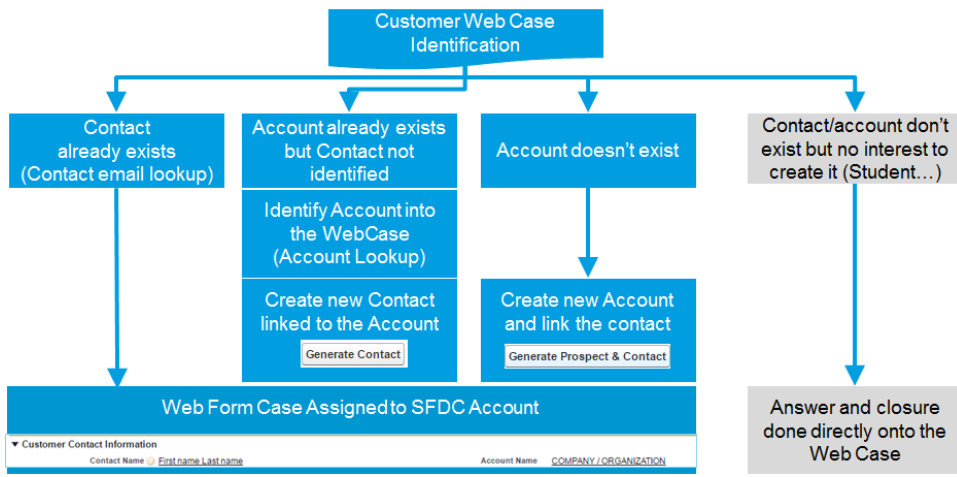 Customer Web Case
Identification
Contact
already exists
(Contact email lookup)
Account already exists
but Contact not
identified
Account doesn't exist
Contact/account don't
exist but no interest to
create it (Student…)
Identify Account into
the WebCase
(Account Lookup)
Create new Contact
linked to the Account
Generate Contact
Create new Account
and link the contact
Generate Prospect & Contact
Web Form Case Assigned to SFDC Account
Customer Contact Information
Contact Name First name Last name
Account Name COMPANY / ORGANIZATION
Answer and closure
done directly onto the
Web Case